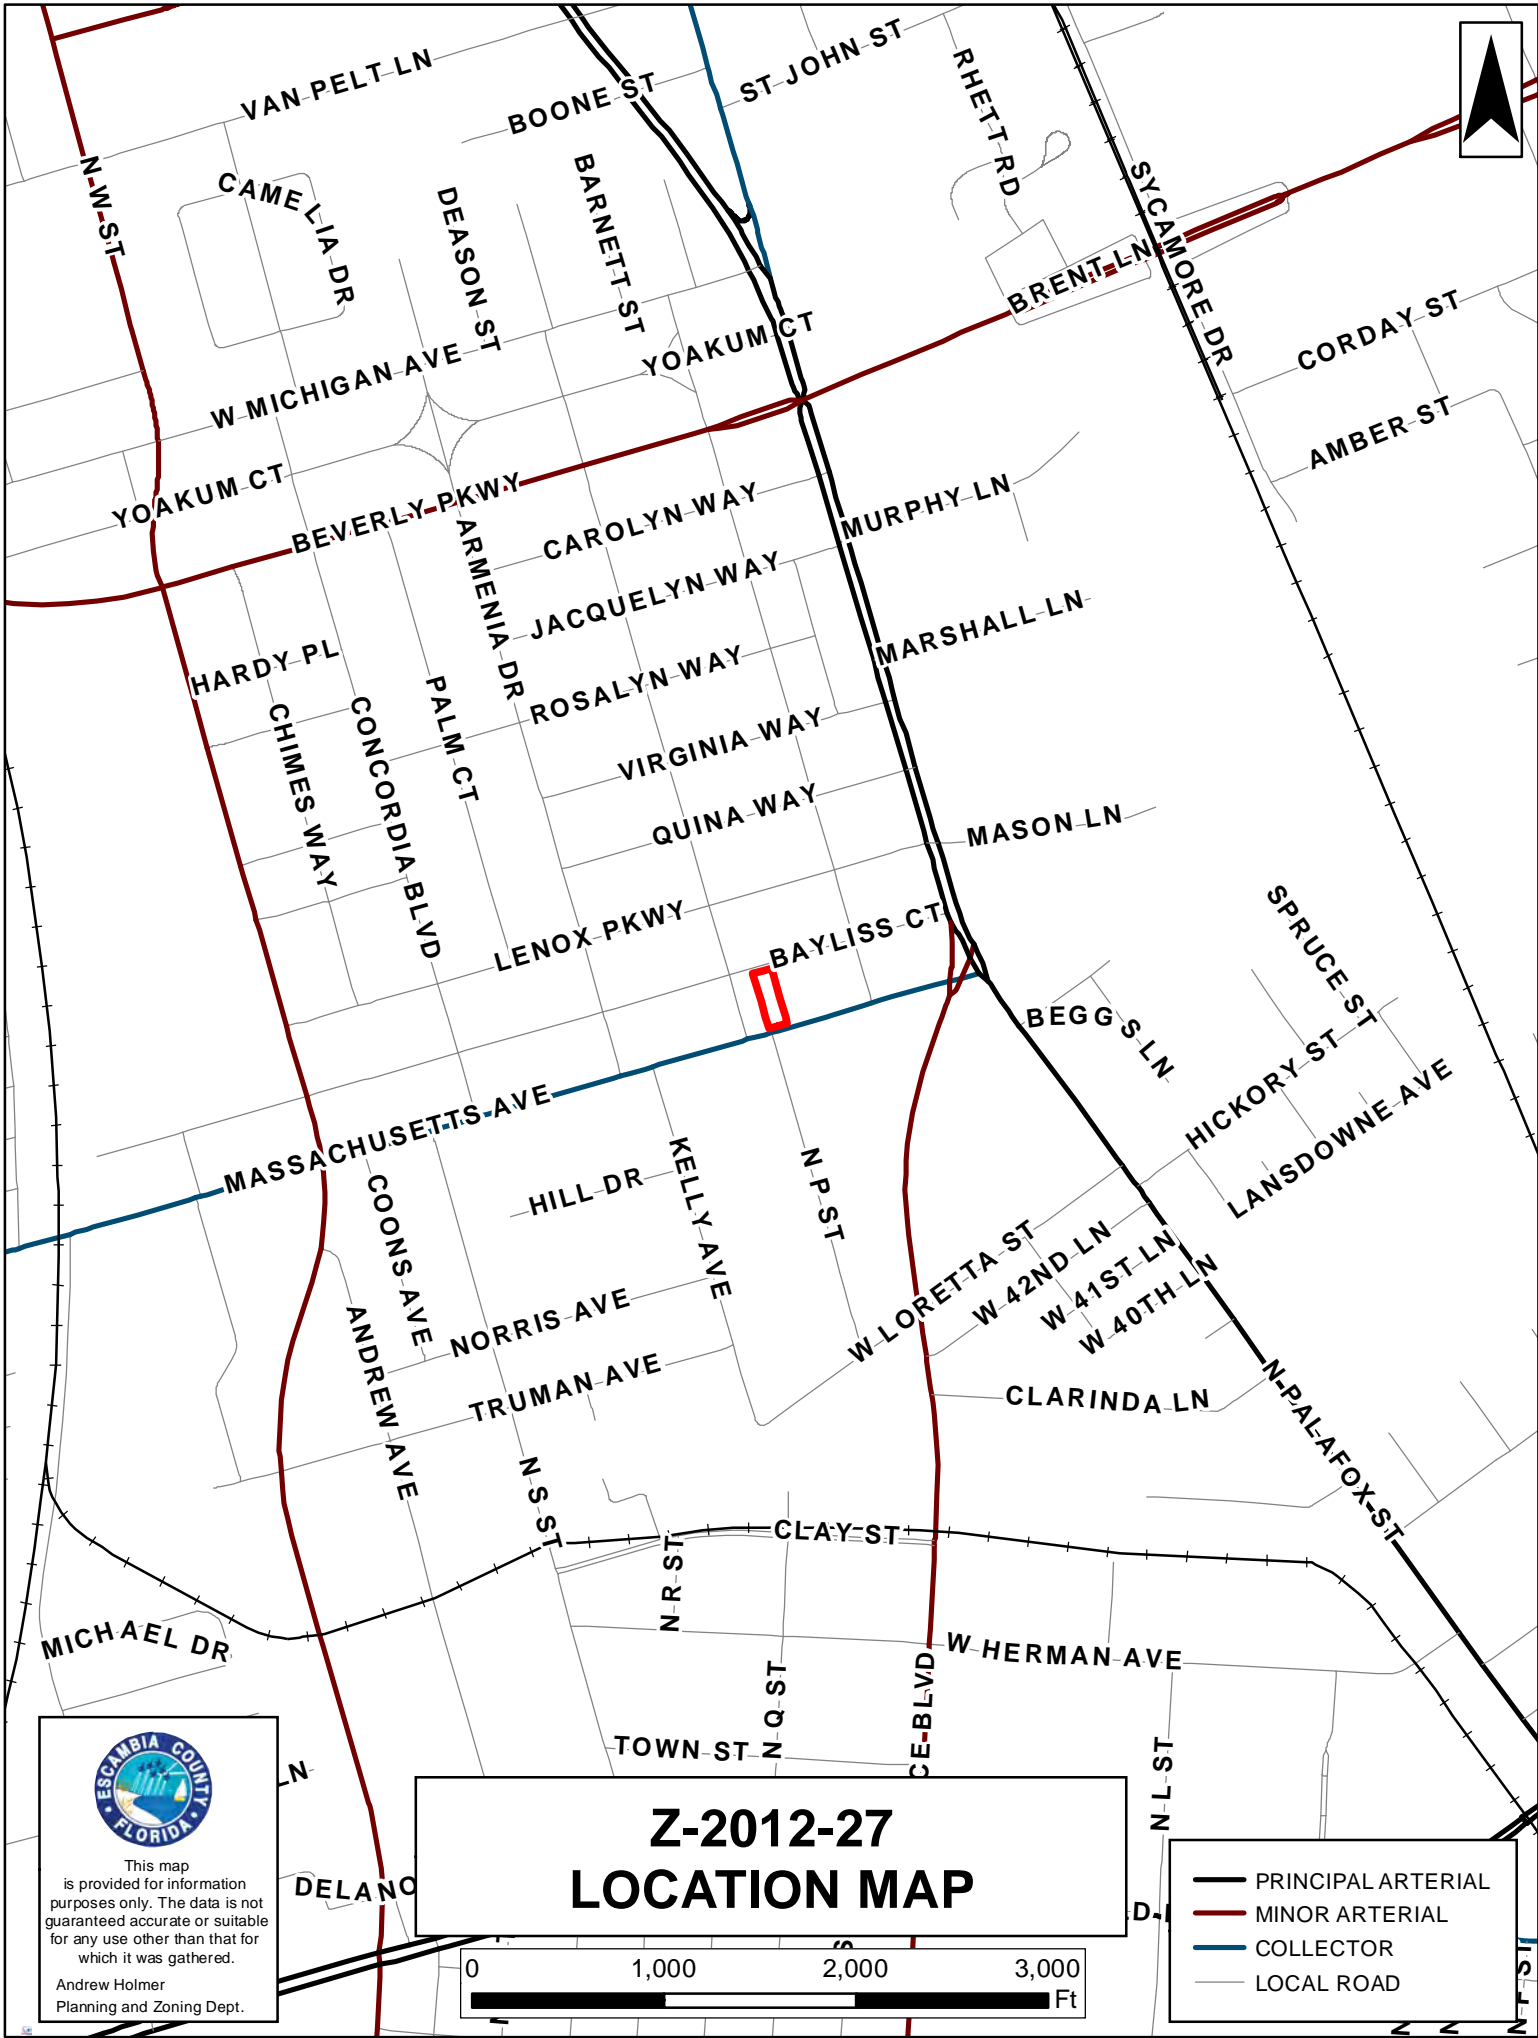 VAN PELT LN
BOONE ST
ST JOHN ST
RHETT RD
N W ST
CAMELIA DR
DEASON ST
BARNETT ST
SYCAMORE DR
BRENT LN
YOAKUM CT
CORDAY ST
W MICHIGAN AVE
AMBER ST
YOAKUM CT
BEVERLY PKWY
CAROLYN WAY
MURPHY LN
ARMENIA DR
JACQUELYN WAY
MARSHALL LN
HARDY PL
ROSALYN WAY
PALM CT
CHIMES WAY
CONCORDIA BLVD
VIRGINIA WAY
QUINA WAY
MASON LN
LENOX PKWY
BAYLISS CT
SPRUCE ST
BEGGS LN
HICKORY ST
LANSDOWNE AVE
MASSACHUSETTS AVE
COONS AVE
HILL DR
KELLY AVE
N P ST
W LORETTA ST
W 42ND LN
W 41ST LN
W 40TH LN
ANDREW AVE
NORRIS AVE
TRUMAN AVE
CLARINDA LN
N PALAFOX ST
N S ST
CLAY ST
N R ST
MICHAEL DR
W HERMAN AVE
N Q ST
CE BLVD
TOWN ST
N L ST
LN
DELANO
ESCAMBIA COUNTY
FLORIDA
This map
is provided for information
purposes only. The data is not
guaranteed accurate or suitable
for any use other than that for
which it was gathered.
Andrew Holmer
Planning and Zoning Dept.
Z-2012-27
LOCATION MAP
0 1,000 2,000 3,000
Ft
PRINCIPAL ARTERIAL
MINOR ARTERIAL
COLLECTOR
LOCAL ROAD